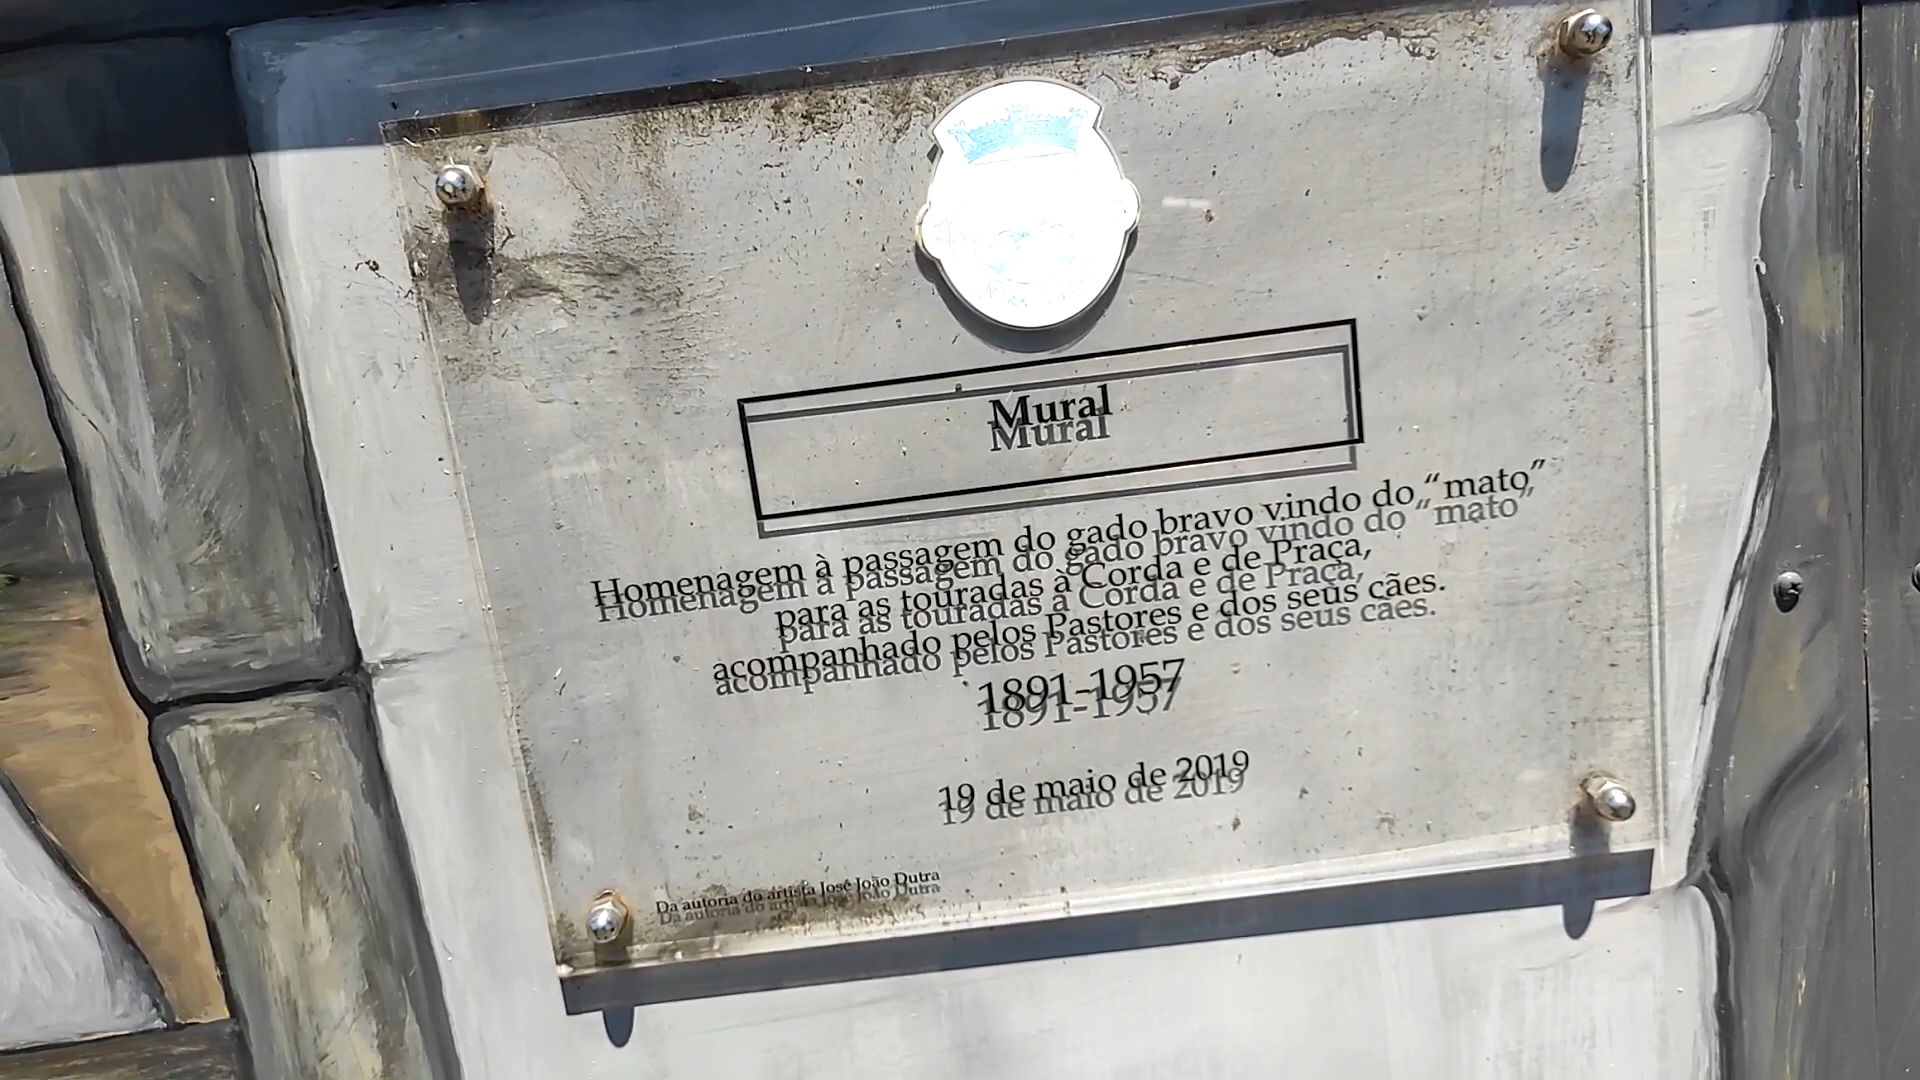 Mural
Homenagem à passagem do gado bravo vindo do “mato”
para as touradas à Corda e de Praça,
acompanhado pelos Pastores e dos seus cães.
1891-1957
19 de maio de 2019
Da autoria do artista José João Dutra